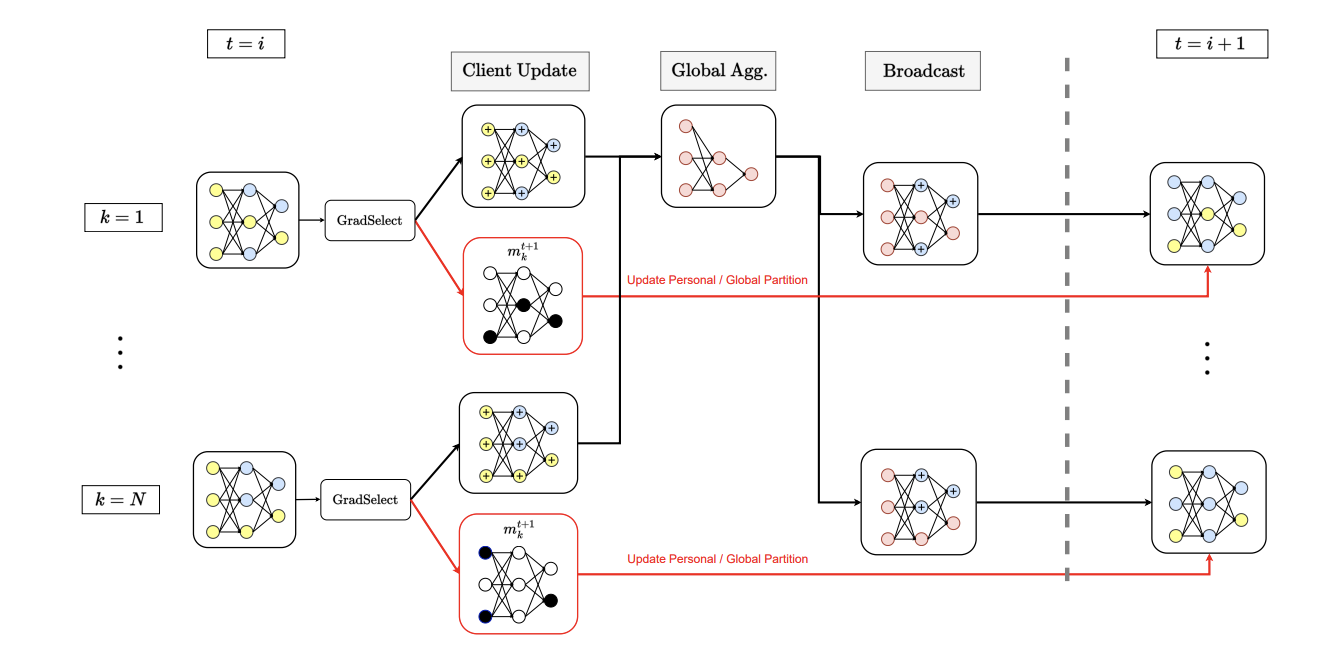 t = i
t = i + 1
Client Update
Global Agg.
Broadcast
k = 1
GradSelect
m_k^{t+1}
Update Personal / Global Partition
k = N
GradSelect
m_k^{t+1}
Update Personal / Global Partition